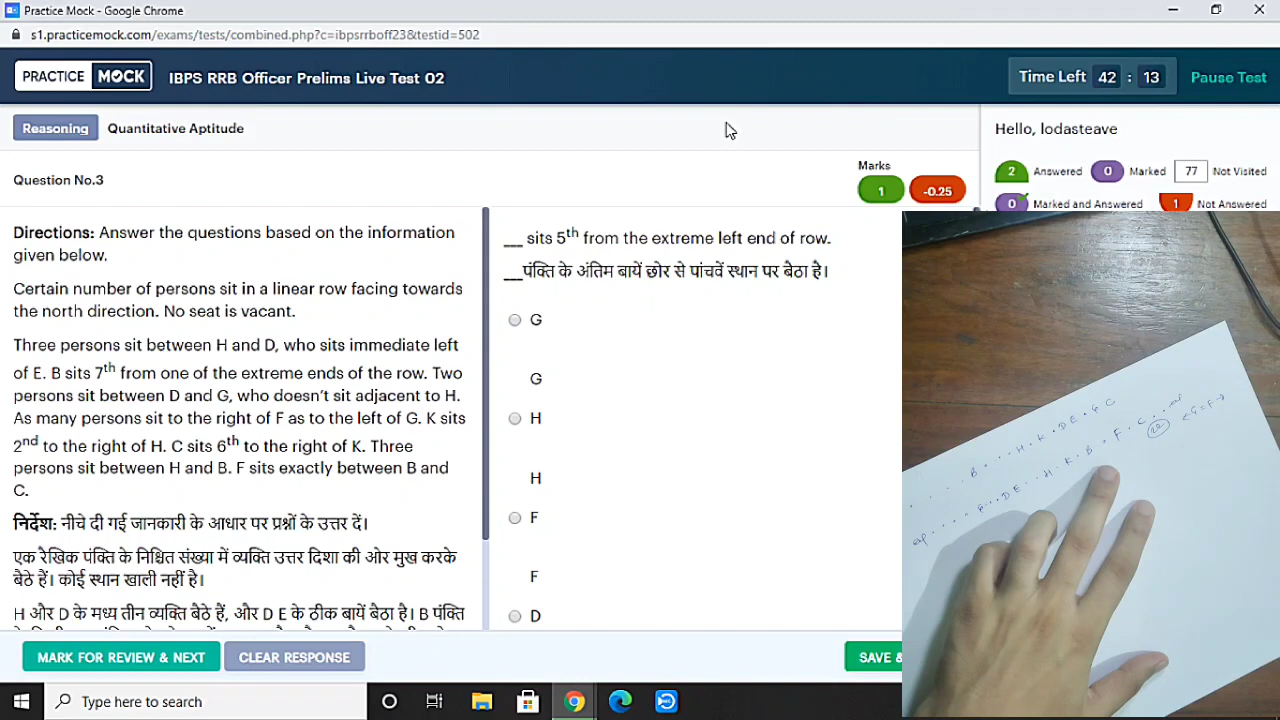 Practice Mock - Google Chrome
s1.practicemock.com/exams/tests/combined.php?c=ibpsrrboff23&testid=502
PRACTICE MOCK IBPS RRB Officer Prelims Live Test 02 Time Left 42 : 13 Pause Test
Reasoning Quantitative Aptitude
Hello, lodasteave
Question No.3
Marks
1 -0.25
2 Answered 0 Marked 77 Not Visited
0 Marked and Answered 1 Not Answered
Directions: Answer the questions based on the information
given below.
Certain number of persons sit in a linear row facing towards
the north direction. No seat is vacant.
Three persons sit between H and D, who sits immediate left
of E. B sits 7th from one of the extreme ends of the row. Two
persons sit between D and G, who doesn't sit adjacent to H.
As many persons sit to the right of F as to the left of G. K sits
2nd to the right of H. C sits 6th to the right of K. Three
persons sit between H and B. F sits exactly between B and
C.
निर्देश: नीचे दी गई जानकारी के आधार पर प्रश्नों के उत्तर दें।
एक रैखिक पंक्ति के निश्चित संख्या में व्यक्ति उत्तर दिशा की ओर मुख करके
बैठे हैं। कोई स्थान खाली नहीं है।
H और D के मध्य तीन व्यक्ति बैठे हैं, और D E के ठीक बायें बैठा है। B पंक्ति
___ sits 5th from the extreme left end of row.
___पंक्ति के अंतिम बायें छोर से पांचवें स्थान पर बैठा है।
G
G
H
H
F
F
D
MARK FOR REVIEW & NEXT CLEAR RESPONSE SAVE &
Type here to search